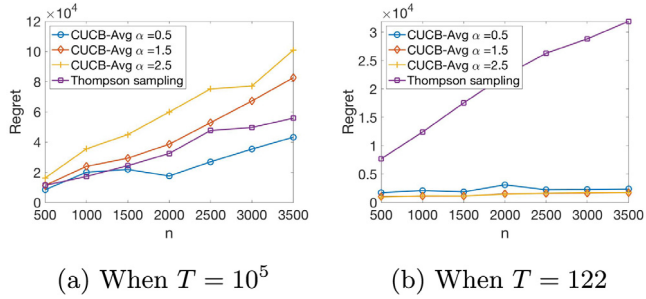 ×10⁴
12
10
8
6
4
2
0
Regret
CUCB-Avg α =0.5
CUCB-Avg α =1.5
CUCB-Avg α =2.5
Thompson sampling
500 1000 1500 2000 2500 3000 3500
n
(a) When T = 10⁵
×10⁴
3
2.5
2
1.5
1
0.5
0
Regret
CUCB-Avg α =0.5
CUCB-Avg α =1.5
CUCB-Avg α =2.5
Thompson sampling
500 1000 1500 2000 2500 3000 3500
n
(b) When T = 122